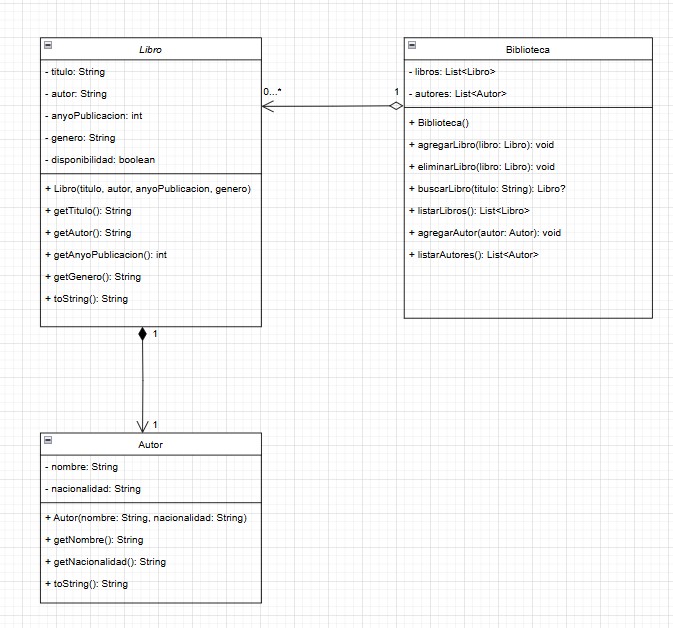 Libro
- titulo: String
- autor: String
- anyoPublicacion: int
- genero: String
- disponibilidad: boolean
+ Libro(titulo, autor, anyoPublicacion, genero)
+ getTitulo(): String
+ getAutor(): String
+ getAnyoPublicacion(): int
+ getGenero(): String
+ toString(): String
0...*
1
Biblioteca
- libros: List<Libro>
- autores: List<Autor>
+ Biblioteca()
+ agregarLibro(libro: Libro): void
+ eliminarLibro(libro: Libro): void
+ buscarLibro(titulo: String): Libro?
+ listarLibros(): List<Libro>
+ agregarAutor(autor: Autor): void
+ listarAutores(): List<Autor>
1
1
Autor
- nombre: String
- nacionalidad: String
+ Autor(nombre: String, nacionalidad: String)
+ getNombre(): String
+ getNacionalidad(): String
+ toString(): String